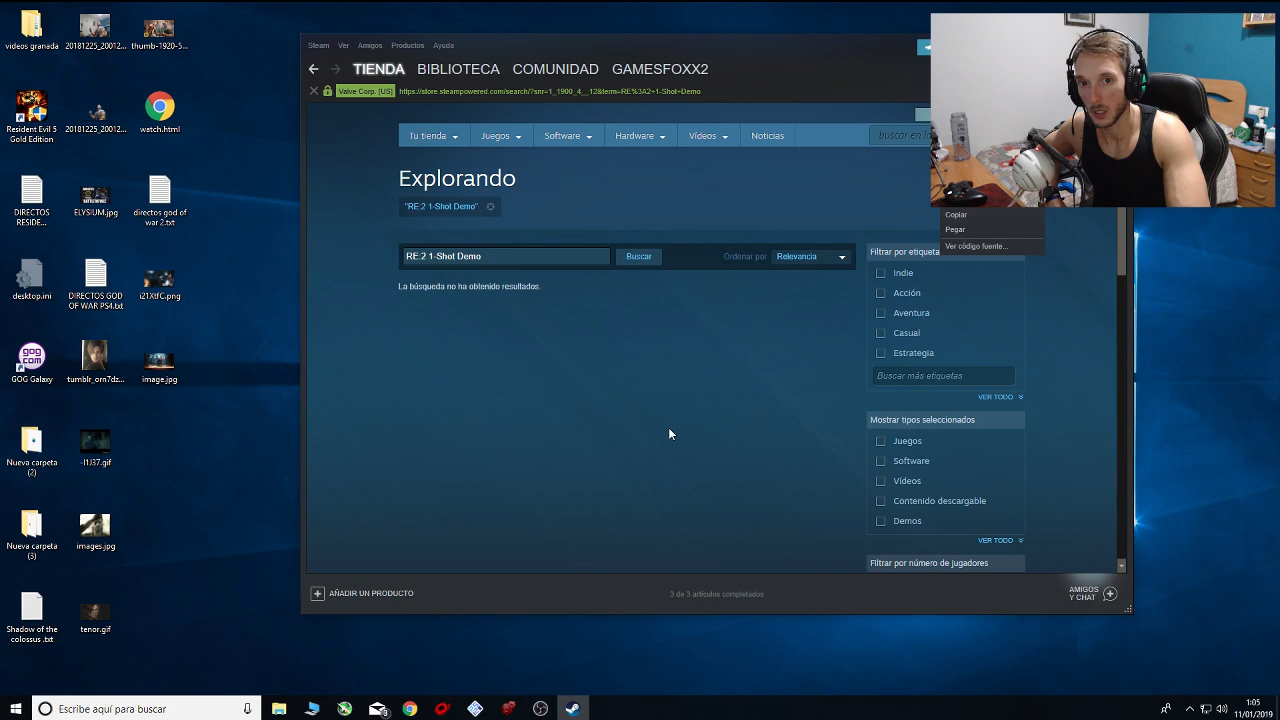 videos granada
20181225_20012...
thumb-1920-5...
Resident Evil 5
Gold Edition
20181225_20012...
watch.html
DIRECTOS
RESIDE...
ELYSIUM.jpg
directos god of
war 2.txt
desktop.ini
DIRECTOS GOD
OF WAR PS4.txt
i21XtfC.png
gog
com
GOG Galaxy
tumblr_orn7dz...
image.jpg
Nueva carpeta
(2)
-I1J37.gif
Nueva carpeta
(3)
images.jpg
Shadow of the
colossus .txt
tenor.gif
Steam Ver Amigos Productos Ayuda
TIENDA BIBLIOTECA COMUNIDAD GAMESFOXX2
Valve Corp. [US] https://store.steampowered.com/search/?snr=1_1900_4__12&term=RE%3A2+1-Shot+Demo
Tu tienda Juegos Software Hardware Vídeos Noticias buscar en
Explorando
"RE:2 1-Shot Demo"
Copiar
Pegar
Ver código fuente...
RE:2 1-Shot Demo Buscar Ordenar por Relevancia
La búsqueda no ha obtenido resultados.
Filtrar por etiqueta
Indie
Acción
Aventura
Casual
Estrategia
Buscar más etiquetas
VER TODO
Mostrar tipos seleccionados
Juegos
Software
Vídeos
Contenido descargable
Demos
VER TODO
Filtrar por número de jugadores
AÑADIR UN PRODUCTO
3 de 3 artículos completados
AMIGOS
Y CHAT
Escribe aquí para buscar
3
1:05
11/01/2019